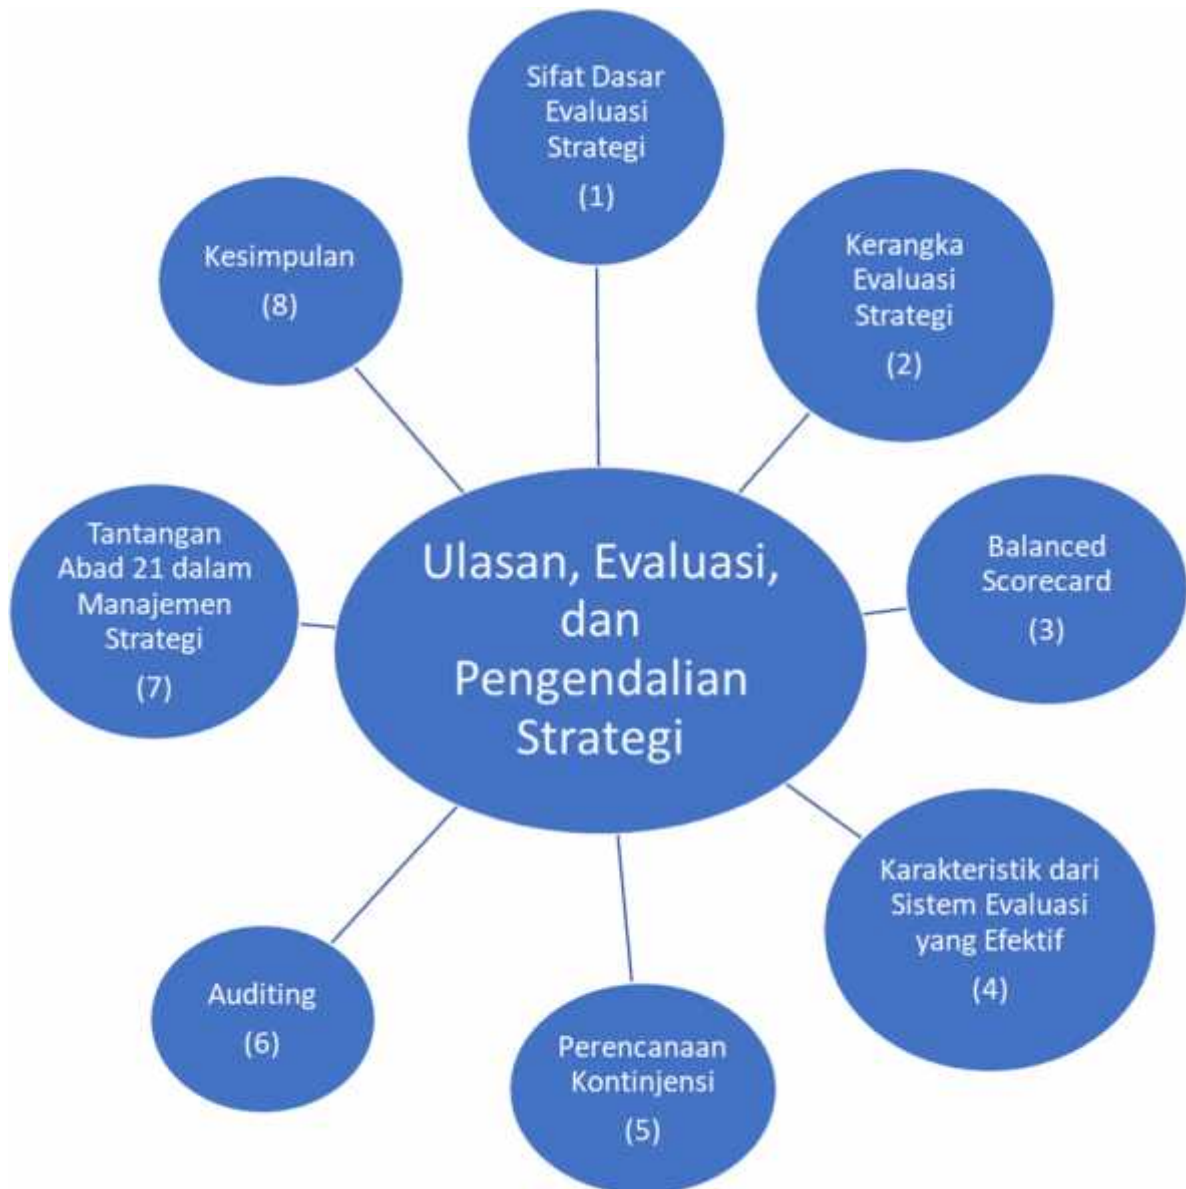 Ulasan, Evaluasi,
dan
Pengendalian
Strategi
Sifat Dasar
Evaluasi
Strategi
(1)
Kerangka
Evaluasi
Strategi
(2)
Balanced
Scorecard
(3)
Karakteristik dari
Sistem Evaluasi
yang Efektif
(4)
Perencanaan
Kontinjensi
(5)
Auditing
(6)
Tantangan
Abad 21 dalam
Manajemen
Strategi
(7)
Kesimpulan
(8)